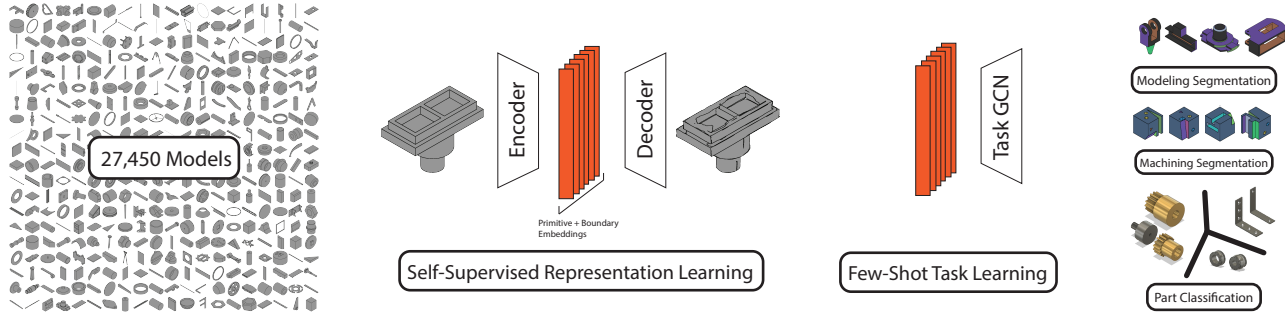 27,450 Models
Encoder
Decoder
Primitive + Boundary
Embeddings
Self-Supervised Representation Learning
Task GCN
Few-Shot Task Learning
Modeling Segmentation
Machining Segmentation
Part Classification